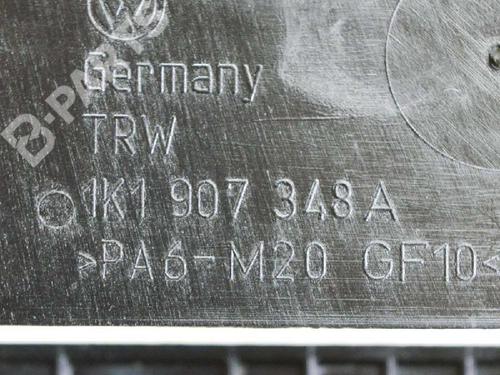 B-PARTS
Germany
TRW
1K1 907 348 A
>PA6-M20 GF10<